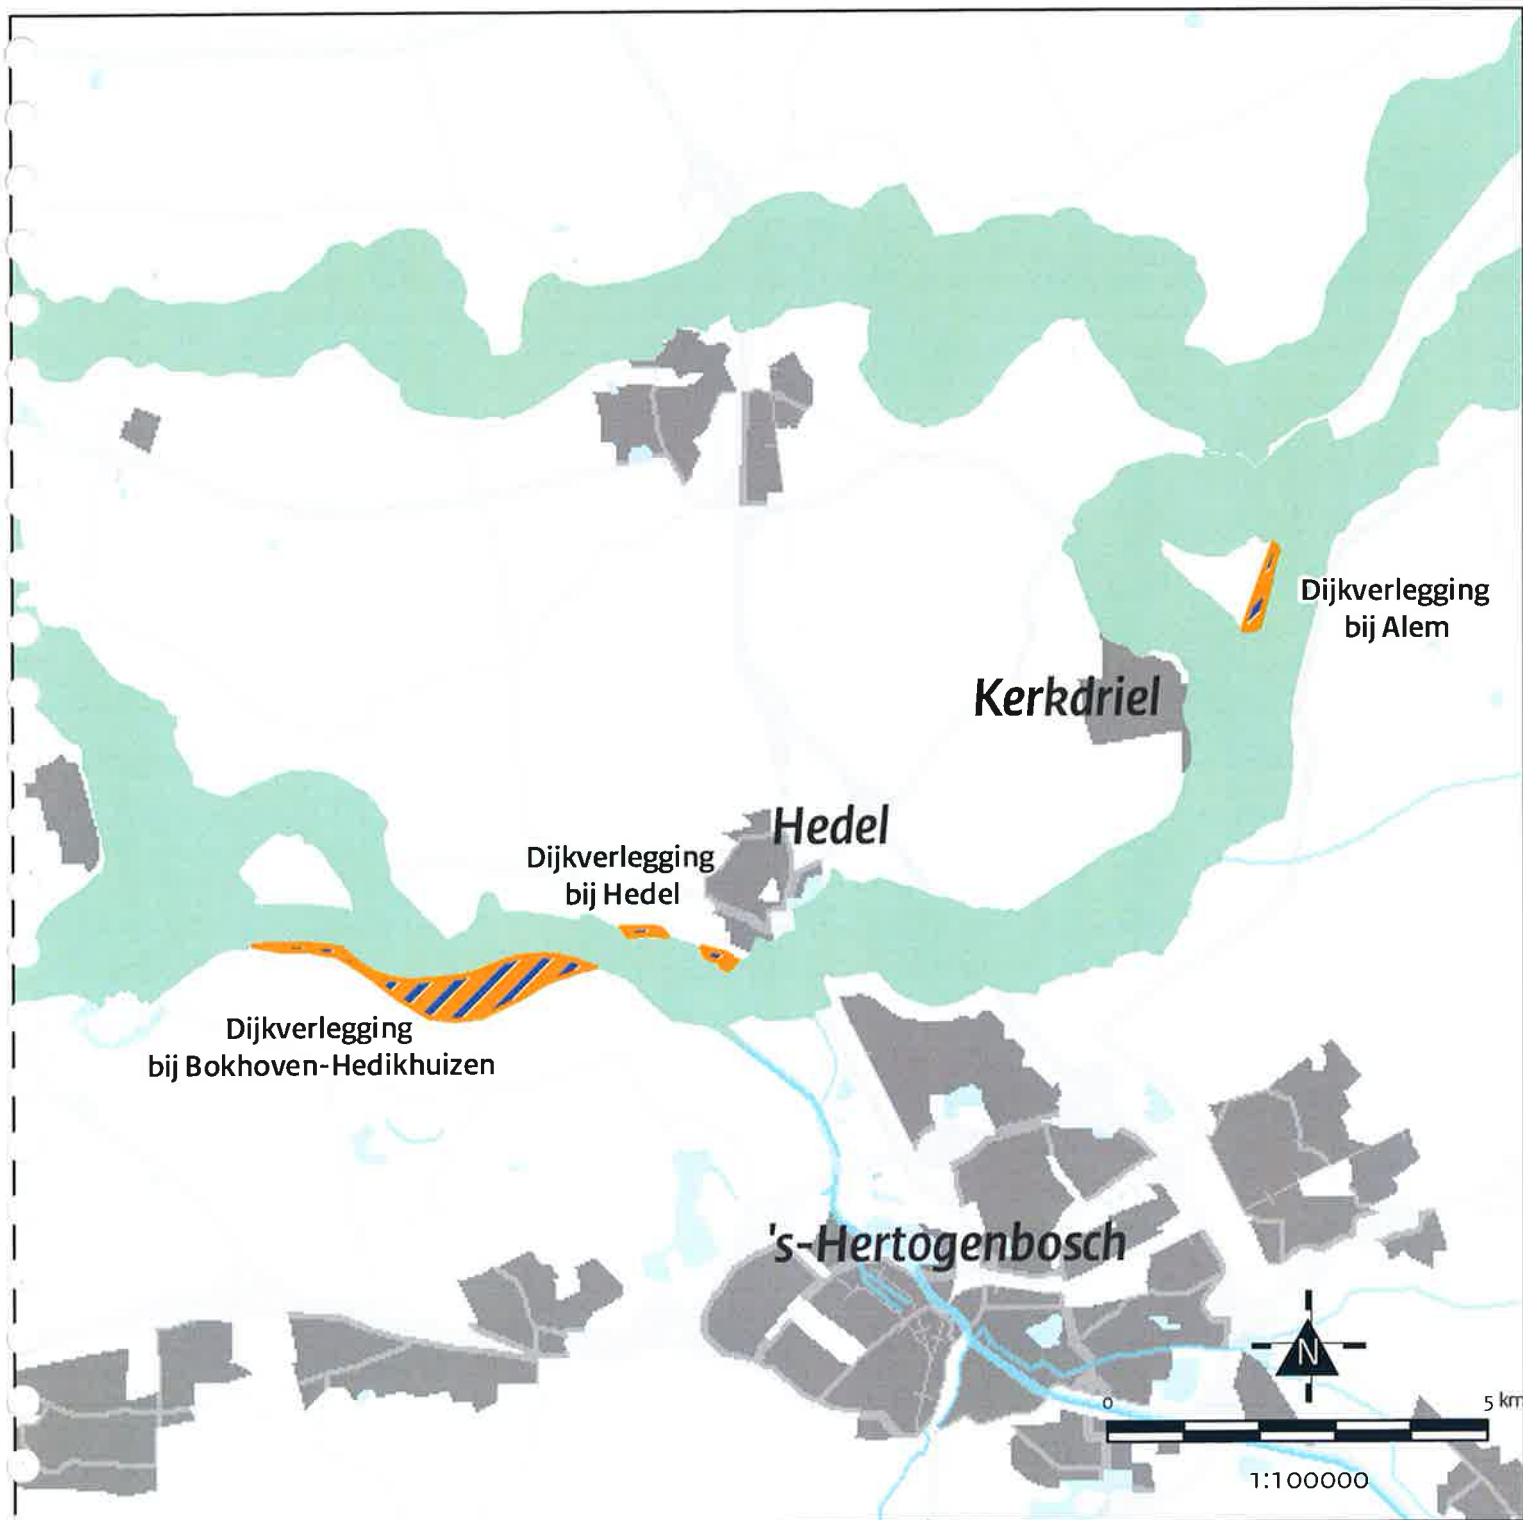 Dijkverlegging
bij Alem
Kerkdriel
Hedel
Dijkverlegging
bij Hedel
Dijkverlegging
bij Bokhoven-Hedikhuizen
's-Hertogenbosch
N
0
5 km
1:100000